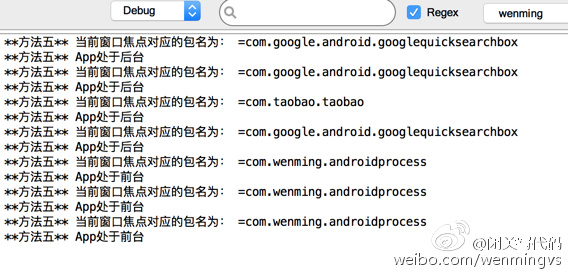 Debug Regex wenming
**方法五** 当前窗口焦点对应的包名为： =com.google.android.googlequicksearchbox
**方法五** App处于后台
**方法五** 当前窗口焦点对应的包名为： =com.google.android.googlequicksearchbox
**方法五** App处于后台
**方法五** 当前窗口焦点对应的包名为： =com.taobao.taobao
**方法五** App处于后台
**方法五** 当前窗口焦点对应的包名为： =com.google.android.googlequicksearchbox
**方法五** App处于后台
**方法五** 当前窗口焦点对应的包名为： =com.wenming.androidprocess
**方法五** App处于前台
**方法五** 当前窗口焦点对应的包名为： =com.wenming.androidprocess
**方法五** App处于前台
**方法五** 当前窗口焦点对应的包名为： =com.wenming.androidprocess
**方法五** App处于前台
@闭关写代码
weibo.com/wenmingvs